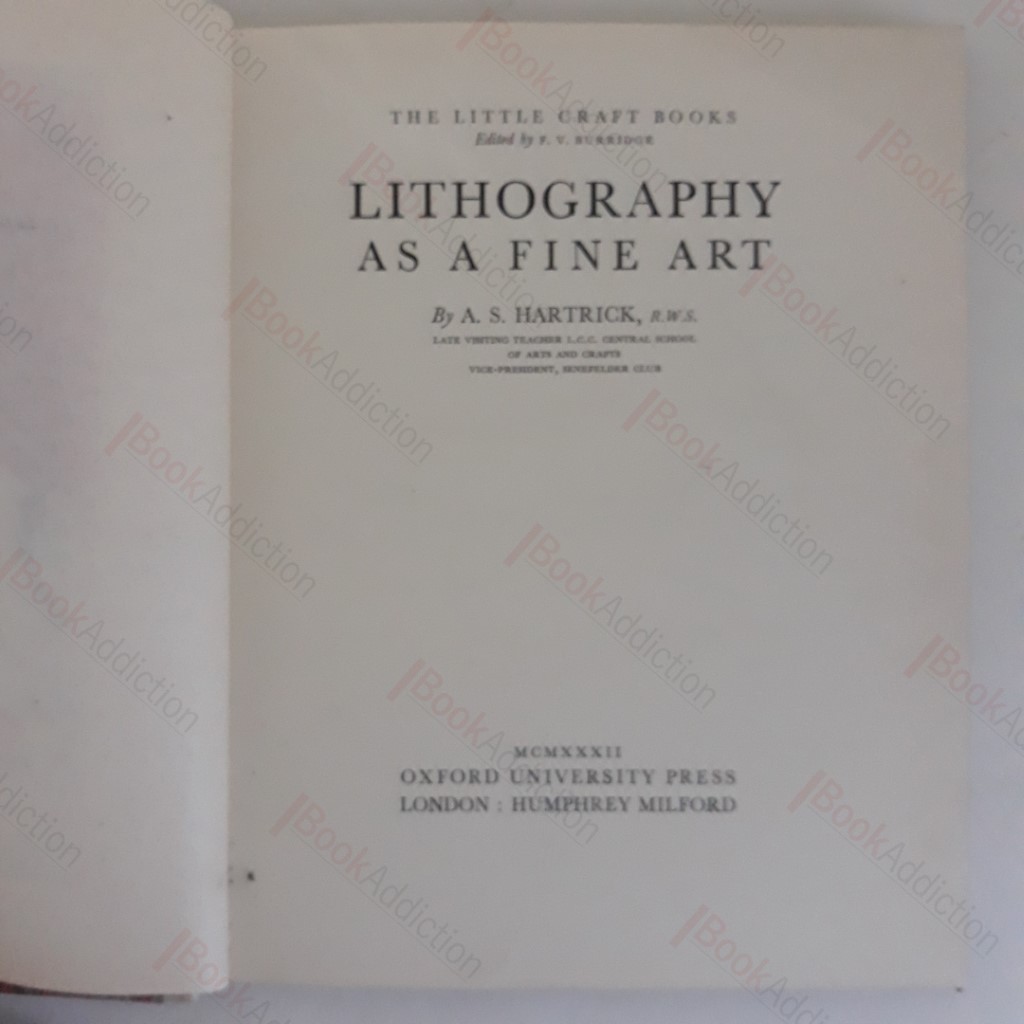 THE LITTLE CRAFT BOOKS
Edited by F. V. BURRIDGE
LITHOGRAPHY
AS A FINE ART
By A. S. HARTRICK, R.W.S.
LATE VISITING TEACHER L.C.C. CENTRAL SCHOOL
OF ARTS AND CRAFTS
VICE-PRESIDENT, SENEFELDER CLUB
MCMXXXII
OXFORD UNIVERSITY PRESS
LONDON : HUMPHREY MILFORD
BookAddiction